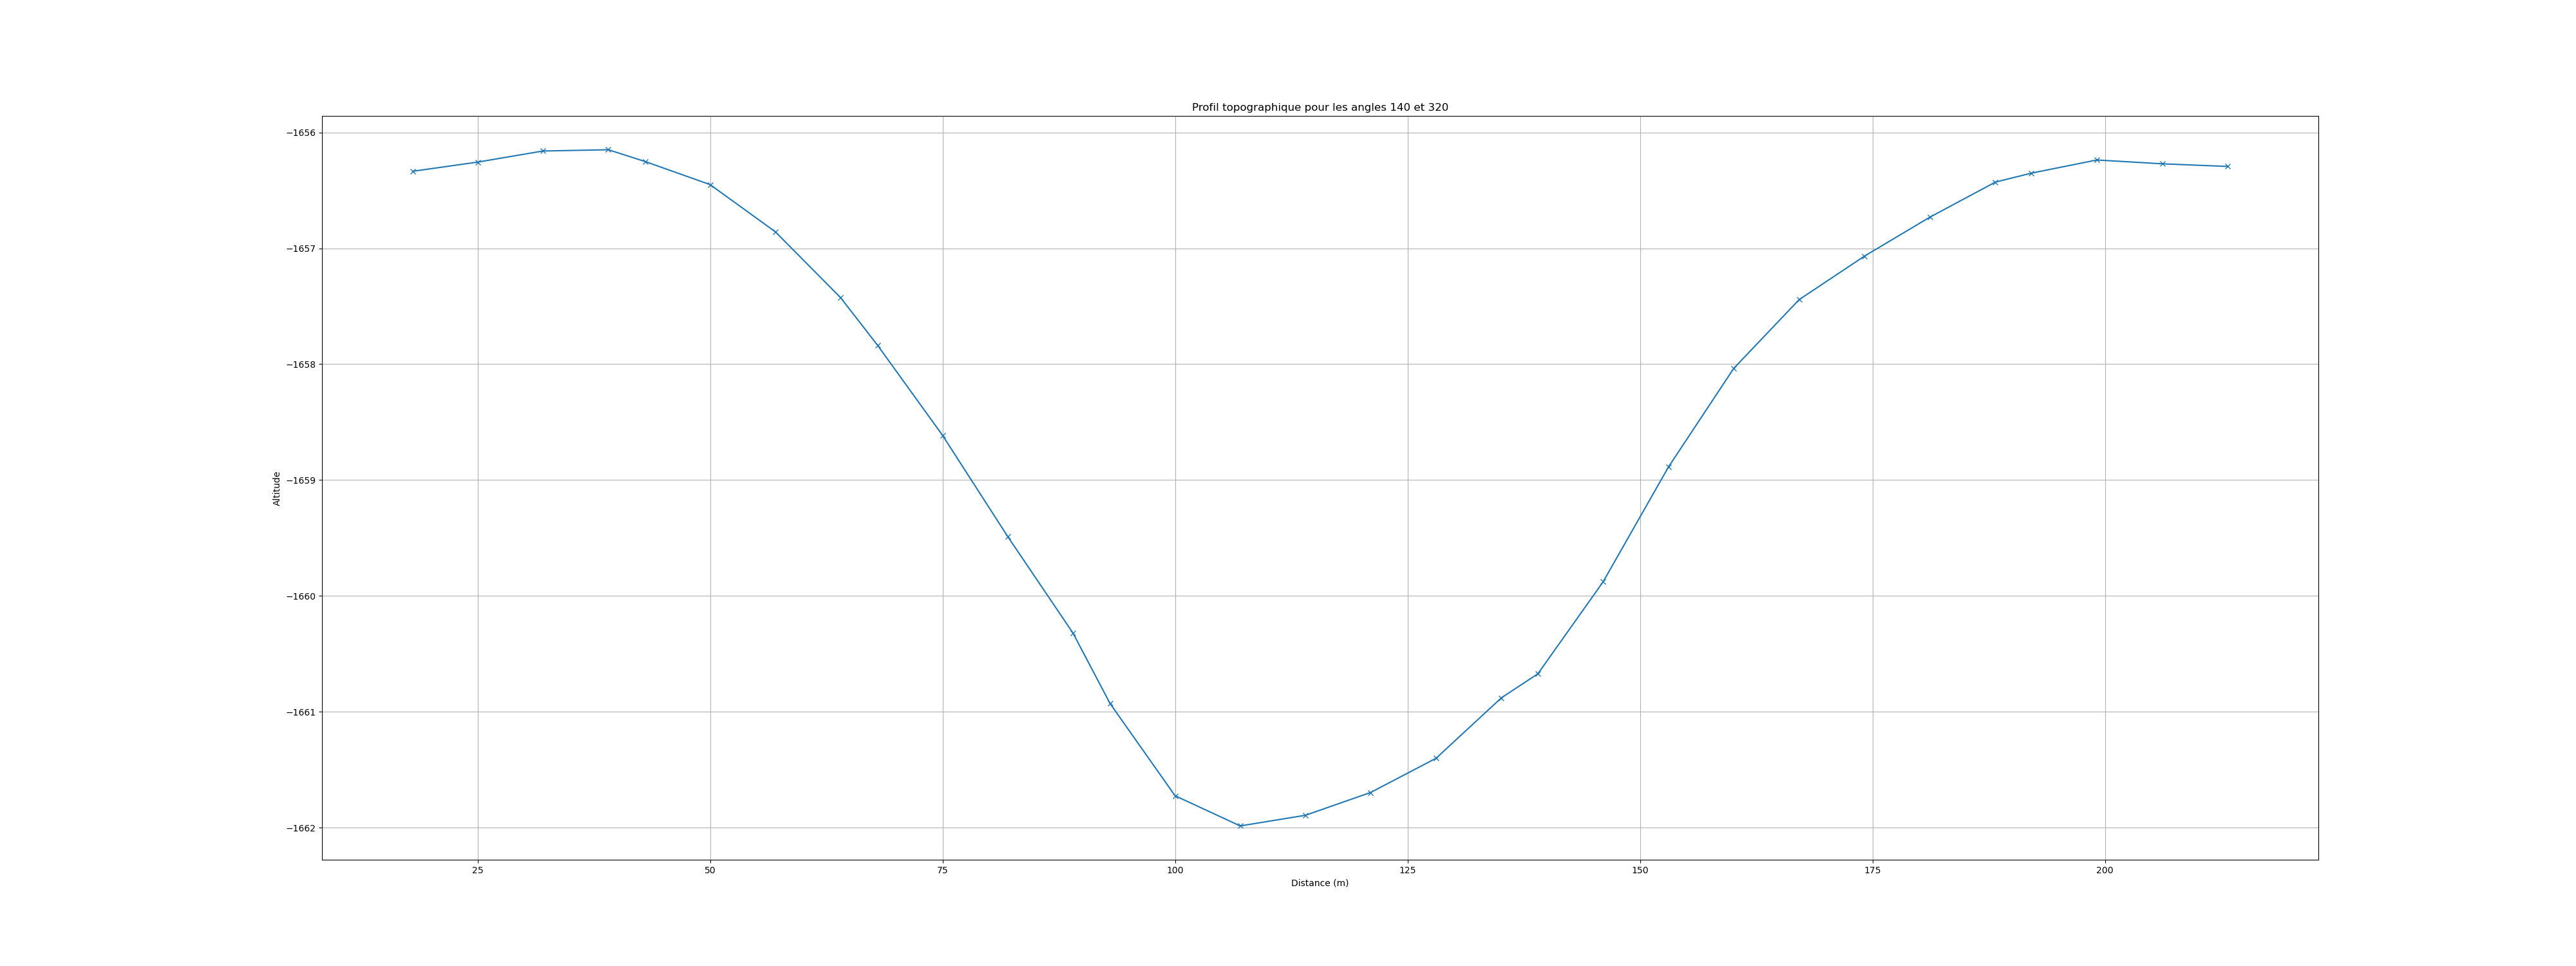 Profil topographique pour les angles 140 et 320
−1656
−1657
−1658
−1659
−1660
−1661
−1662
Altitude
25 50 75 100 125 150 175 200
Distance (m)